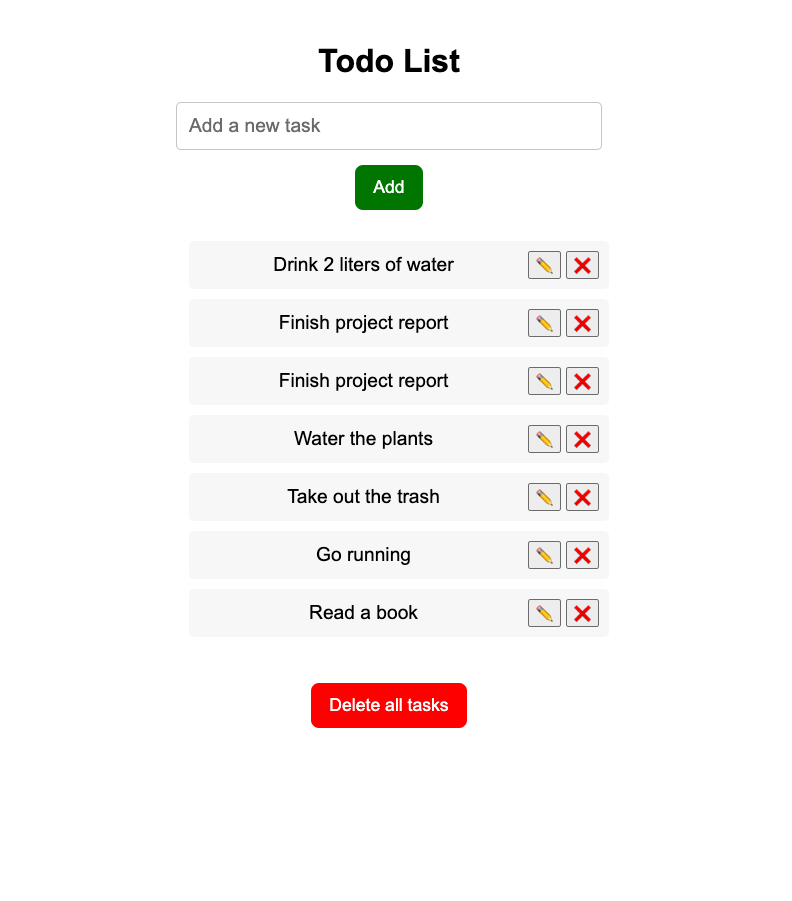 Todo List
Add a new task
Add
Drink 2 liters of water
Finish project report
Finish project report
Water the plants
Take out the trash
Go running
Read a book
Delete all tasks